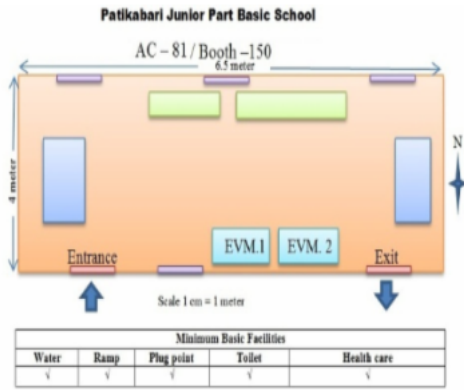 Patikabari Junior Part Basic School
AC – 81 / Booth –150
6.5 meter
4 meter
N
EVM.1 EVM. 2
Entrance Exit
Scale 1 cm = 1 meter
Minimum Basic Facilities
Water Ramp Plug point Toilet Health care
√ √ √ √ √